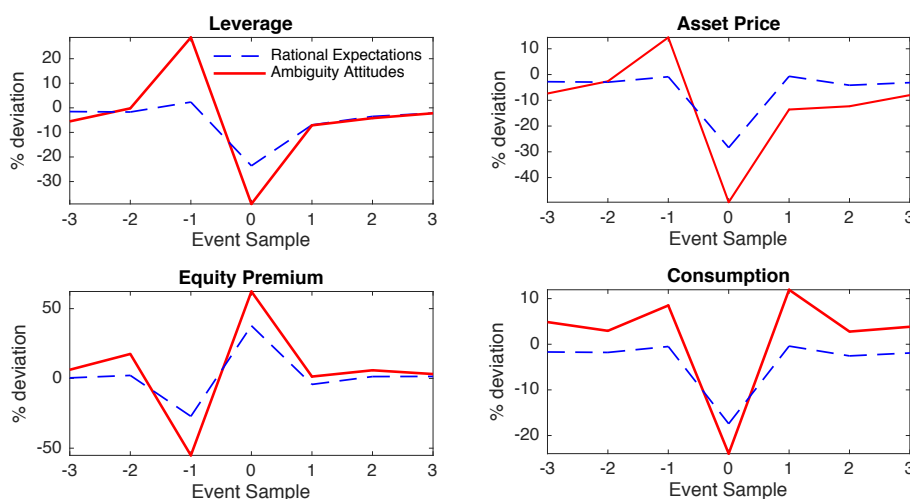 Leverage
20
10
0
-10
-20
-30
% deviation
Rational Expectations
Ambiguity Attitudes
-3 -2 -1 0 1 2 3
Event Sample
Asset Price
10
0
-10
-20
-30
-40
% deviation
-3 -2 -1 0 1 2 3
Event Sample
Equity Premium
50
0
-50
% deviation
-3 -2 -1 0 1 2 3
Event Sample
Consumption
10
0
-10
-20
% deviation
-3 -2 -1 0 1 2 3
Event Sample